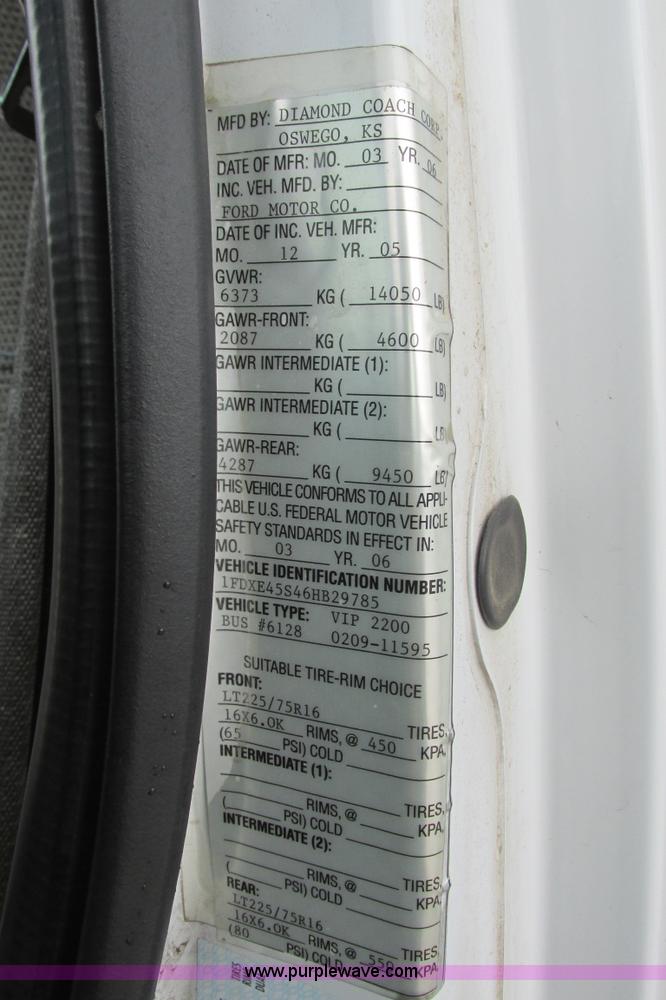 MFD BY: DIAMOND COACH CORP.
OSWEGO, KS
DATE OF MFR: MO. 03 YR. 06
INC. VEH. MFD. BY:
FORD MOTOR CO.
DATE OF INC. VEH. MFR:
MO. 12 YR. 05
GVWR:
6373 KG ( 14050 LB)
GAWR-FRONT:
2087 KG ( 4600 LB)
GAWR INTERMEDIATE (1):
KG ( LB)
GAWR INTERMEDIATE (2):
KG ( LB)
GAWR-REAR:
4287 KG ( 9450 LB)
THIS VEHICLE CONFORMS TO ALL APPLI-
CABLE U.S. FEDERAL MOTOR VEHICLE
SAFETY STANDARDS IN EFFECT IN:
MO. 03 YR. 06
VEHICLE IDENTIFICATION NUMBER:
1FDXE45S46HB29785
VEHICLE TYPE: VIP 2200
BUS #6128 0209-11595
SUITABLE TIRE-RIM CHOICE
FRONT:
LT225/75R16 TIRES,
16X6.0K RIMS, @ 450 KPA,
(65 PSI) COLD
INTERMEDIATE (1):
TIRES,
RIMS, @ KPA,
( PSI) COLD
INTERMEDIATE (2):
TIRES,
RIMS, @ KPA,
( PSI) COLD
REAR:
LT225/75R16 TIRES,
16X6.0K RIMS, @ 550 KPA
(80 PSI) COLD
TIRES
www.purplewave.com